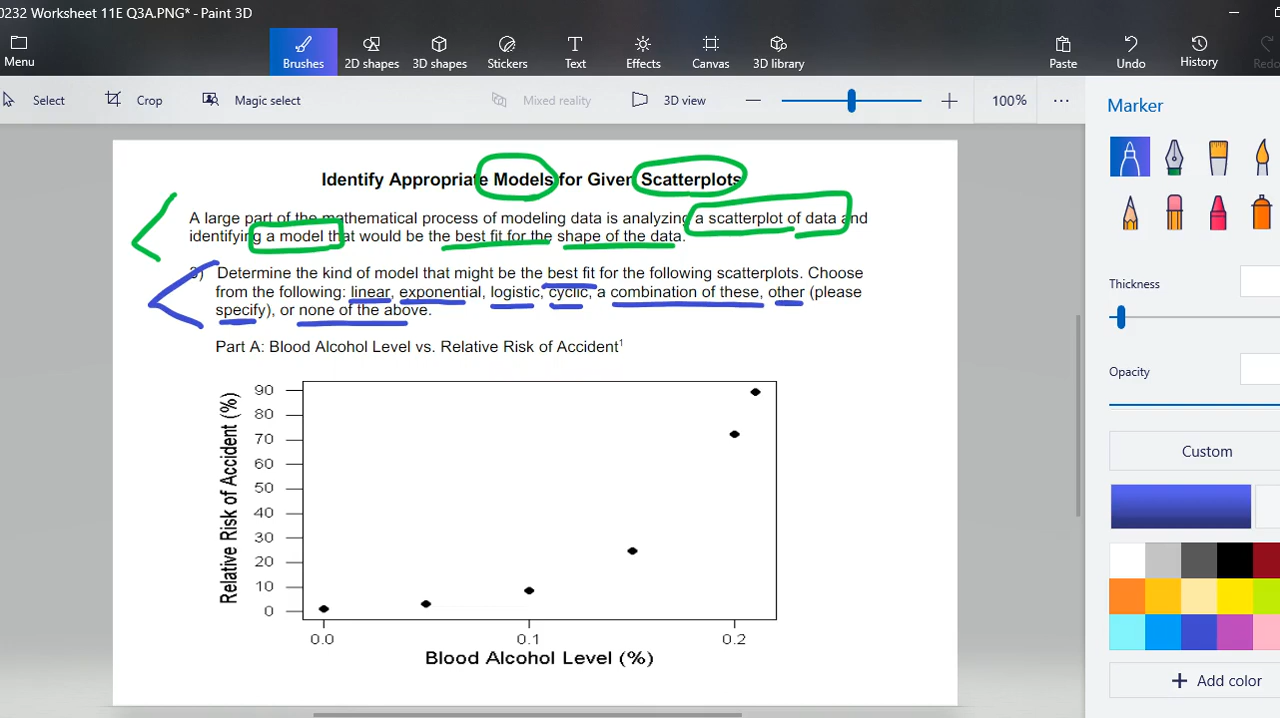 0232 Worksheet 11E Q3A.PNG* - Paint 3D
Menu
Brushes
2D shapes
3D shapes
Stickers
Text
Effects
Canvas
3D library
Paste
Undo
History
Redo
Select
Crop
Magic select
Mixed reality
3D view
100%
Marker
Thickness
Opacity
Custom
Add color
Identify Appropriate Models for Given Scatterplots
A large part of the mathematical process of modeling data is analyzing a scatterplot of data and
identifying a model that would be the best fit for the shape of the data.
3) Determine the kind of model that might be the best fit for the following scatterplots. Choose
from the following: linear, exponential, logistic, cyclic, a combination of these, other (please
specify), or none of the above.
Part A: Blood Alcohol Level vs. Relative Risk of Accident¹
Relative Risk of Accident (%)
90
80
70
60
50
40
30
20
10
0
0.0 0.1 0.2
Blood Alcohol Level (%)